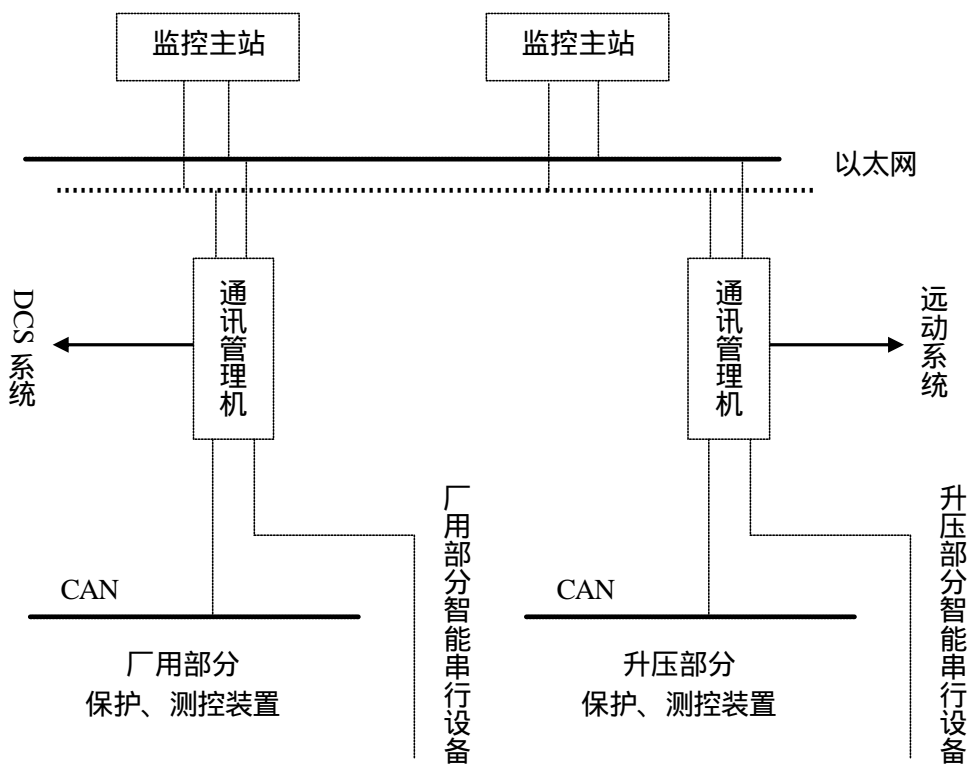 监控主站
监控主站
以太网
DCS 系统
通讯管理机
通讯管理机
远动系统
CAN
厂用部分
保护、测控装置
厂用部分智能串行设备
CAN
升压部分
保护、测控装置
升压部分智能串行设备